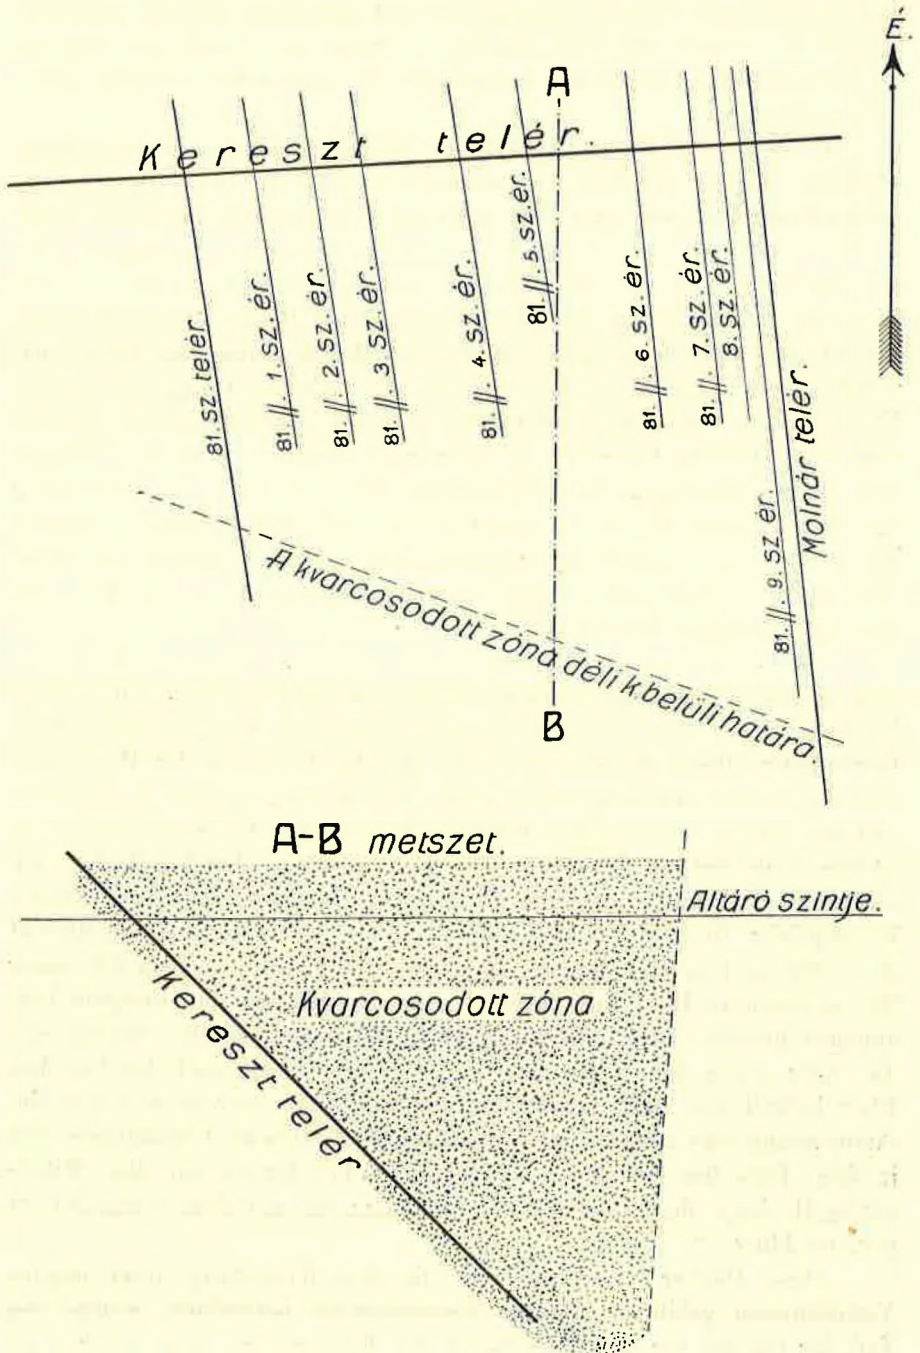 É.
A
Kereszt telér.
81. sz. telér.
81. ||. 1. sz. ér.
81. ||. 2. sz. ér.
81. ||. 3. sz. ér.
81. ||. 4. sz. ér.
81. ||. 5. sz. ér.
81. ||. 6. sz. ér.
81. ||. 7. sz. ér.
8. sz. ér.
81. ||. 9. sz ér.
Molnár telér.
A kvarcosodott zóna déli kbelüli határa.
B
A-B metszet.
Altáró szintje.
Kvarcosodott zóna.
Kereszt telér